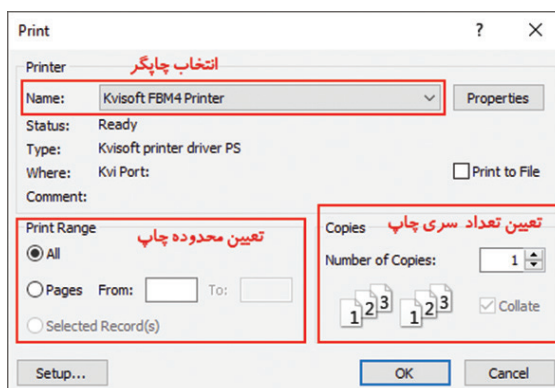 Print
?
Printer
انتخاب چاپگر
Name: Kvisoft FBM4 Printer
Properties
Status: Ready
Type: Kvisoft printer driver PS
Where: Kvi Port:
Print to File
Comment:
Print Range
تعیین محدوده چاپ
All
Pages From: To:
Selected Record(s)
Copies
تعیین تعداد سری چاپ
Number of Copies: 1
1 2 3 1 2 3
Collate
Setup...
OK
Cancel